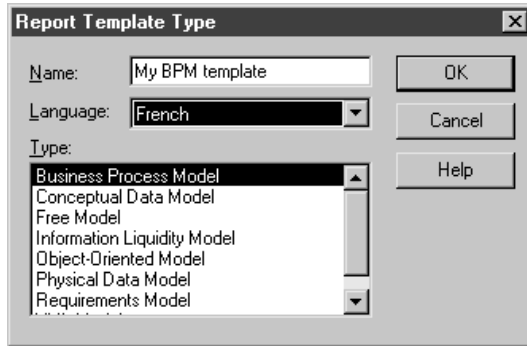 Report Template Type
Name: My BPM template OK
Language: French Cancel
Type:
Help
Business Process Model
Conceptual Data Model
Free Model
Information Liquidity Model
Object-Oriented Model
Physical Data Model
Requirements Model